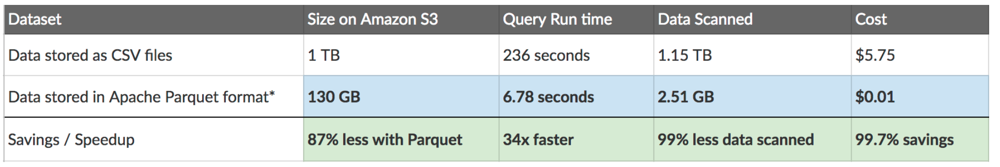 Dataset Size on Amazon S3 Query Run time Data Scanned Cost
Data stored as CSV files 1 TB 236 seconds 1.15 TB $5.75
Data stored in Apache Parquet format* 130 GB 6.78 seconds 2.51 GB $0.01
Savings / Speedup 87% less with Parquet 34x faster 99% less data scanned 99.7% savings